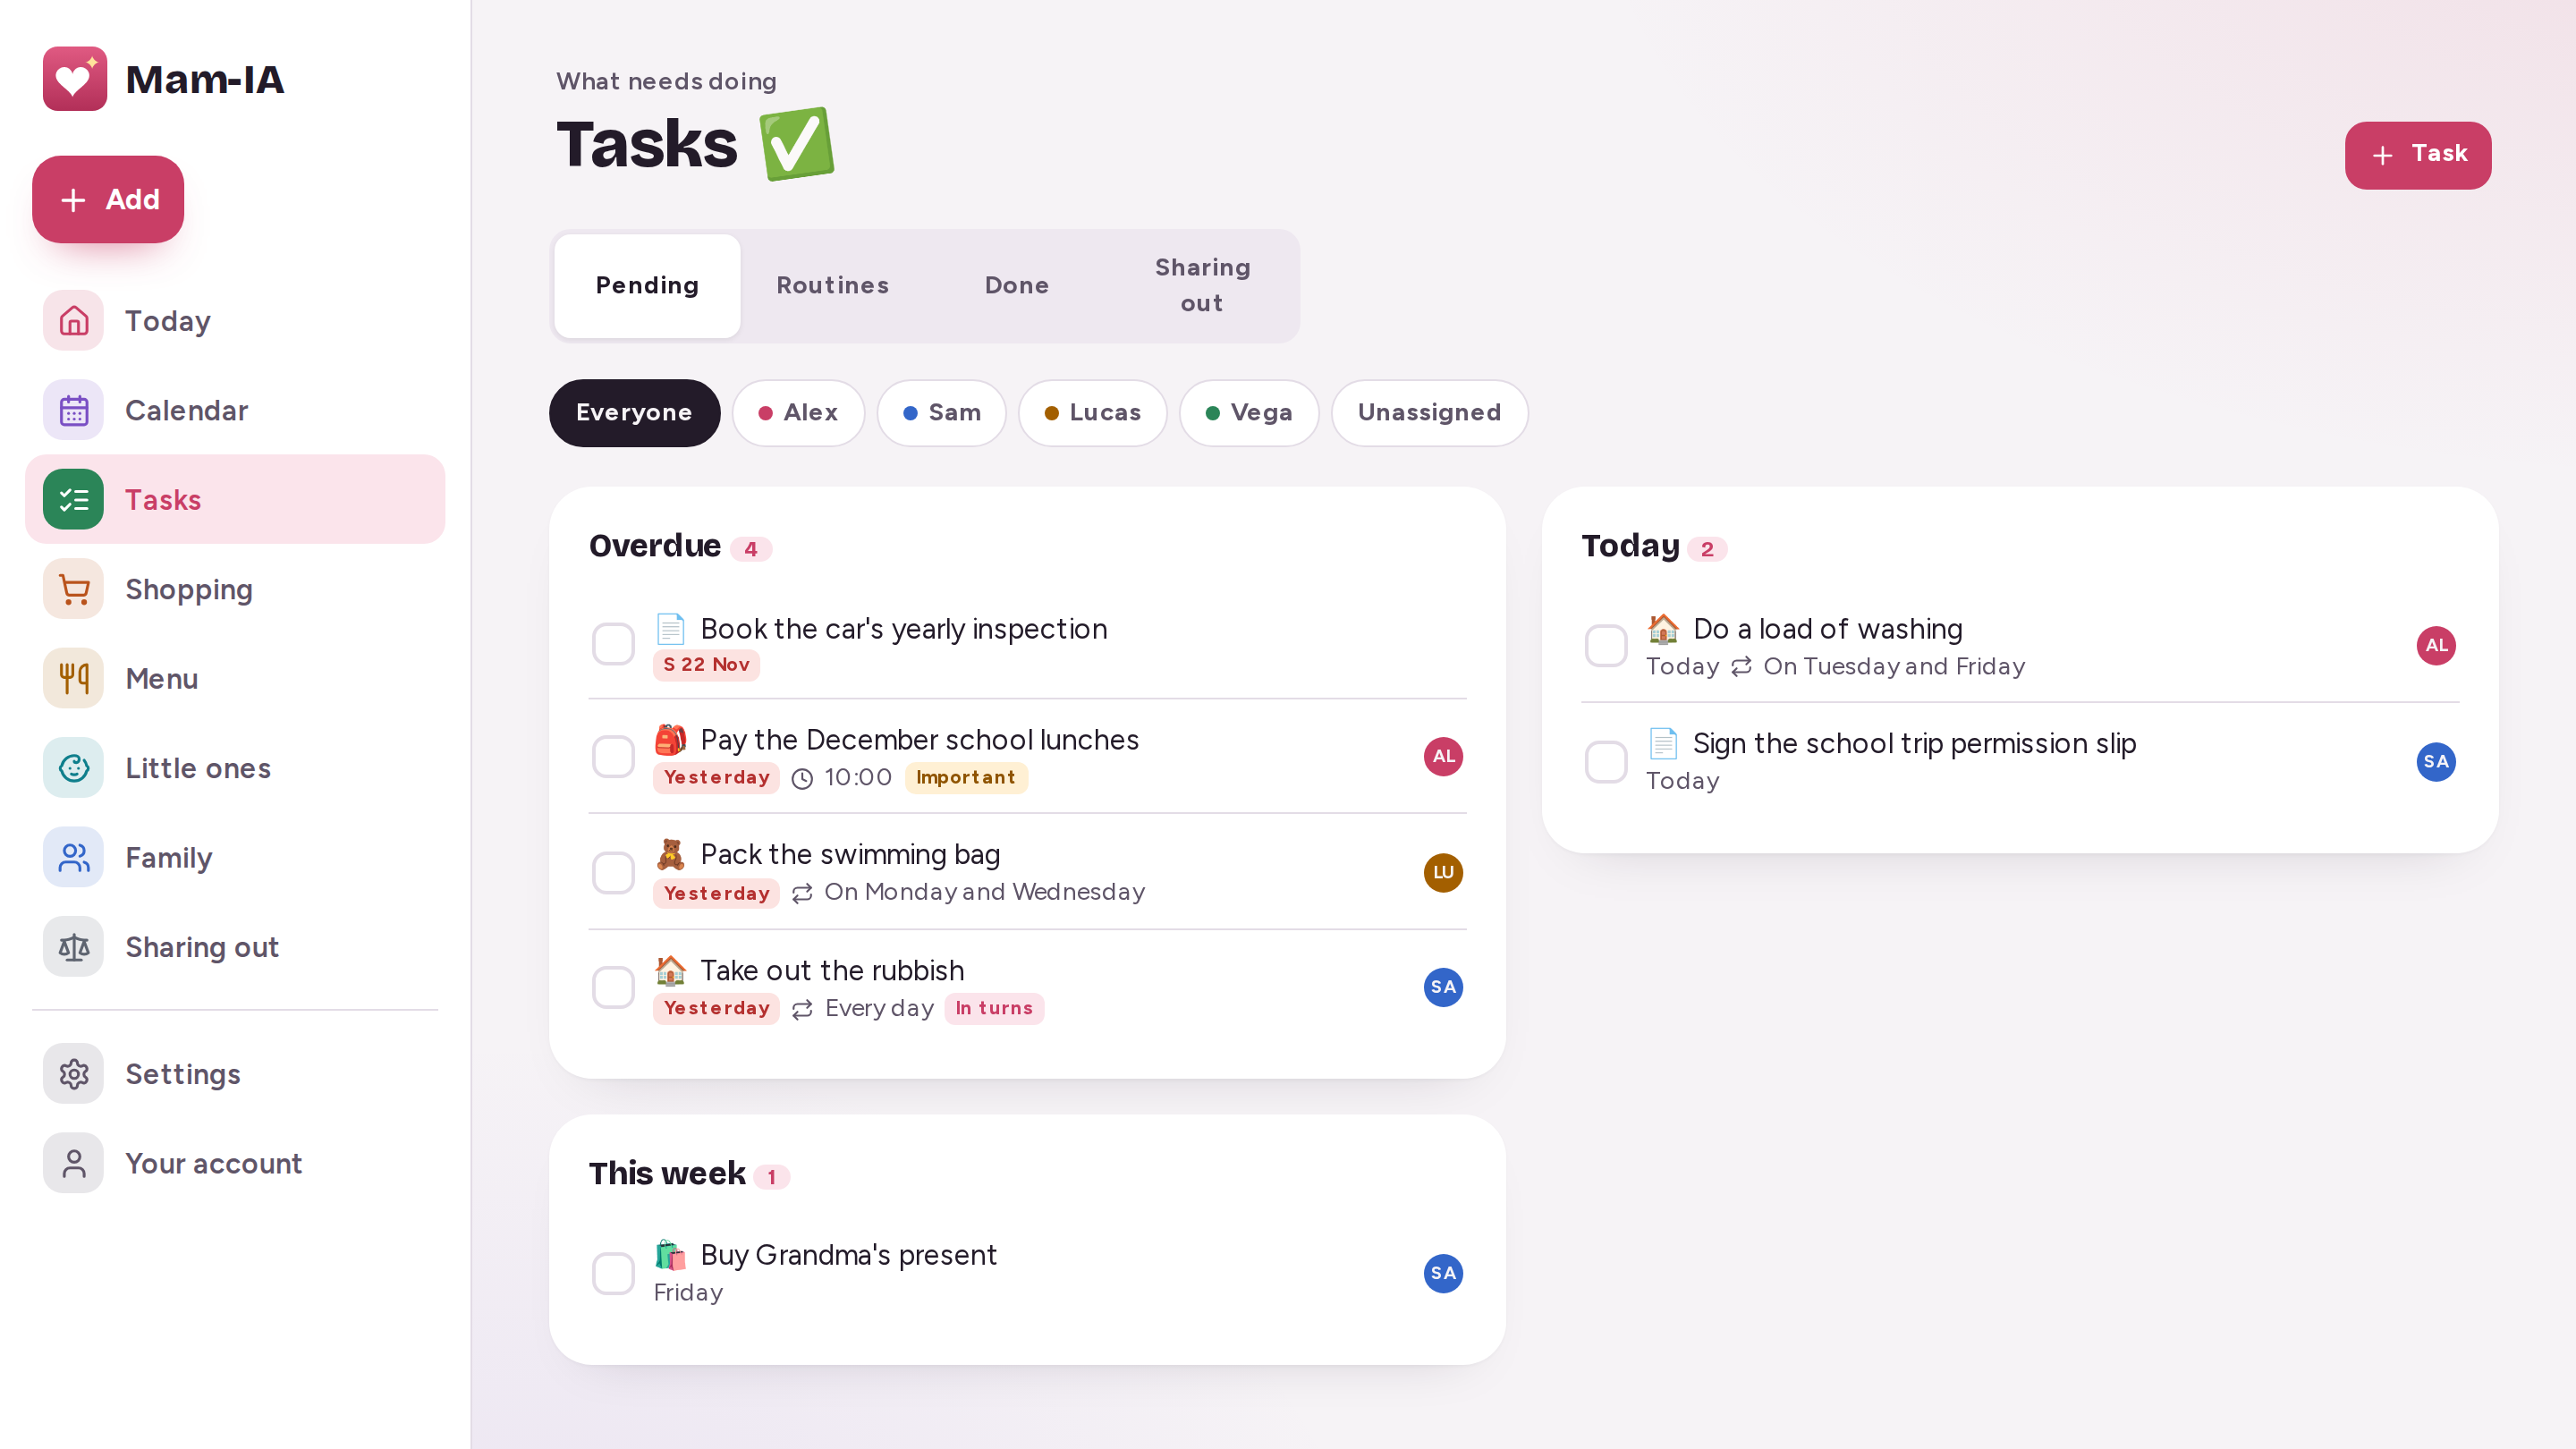 Mam-IA
Add
Today
Calendar
Tasks
Shopping
Menu
Little ones
Family
Sharing out
Settings
Your account
What needs doing
Tasks ✅
Task
Pending
Routines
Done
Sharing
out
Everyone
Alex
Sam
Lucas
Vega
Unassigned
Overdue 4
Book the car's yearly inspection
S 22 Nov
Pay the December school lunches
Yesterday 10:00 Important
AL
Pack the swimming bag
Yesterday On Monday and Wednesday
LU
Take out the rubbish
Yesterday Every day In turns
SA
Today 2
Do a load of washing
Today On Tuesday and Friday
AL
Sign the school trip permission slip
Today
SA
This week 1
Buy Grandma's present
Friday
SA